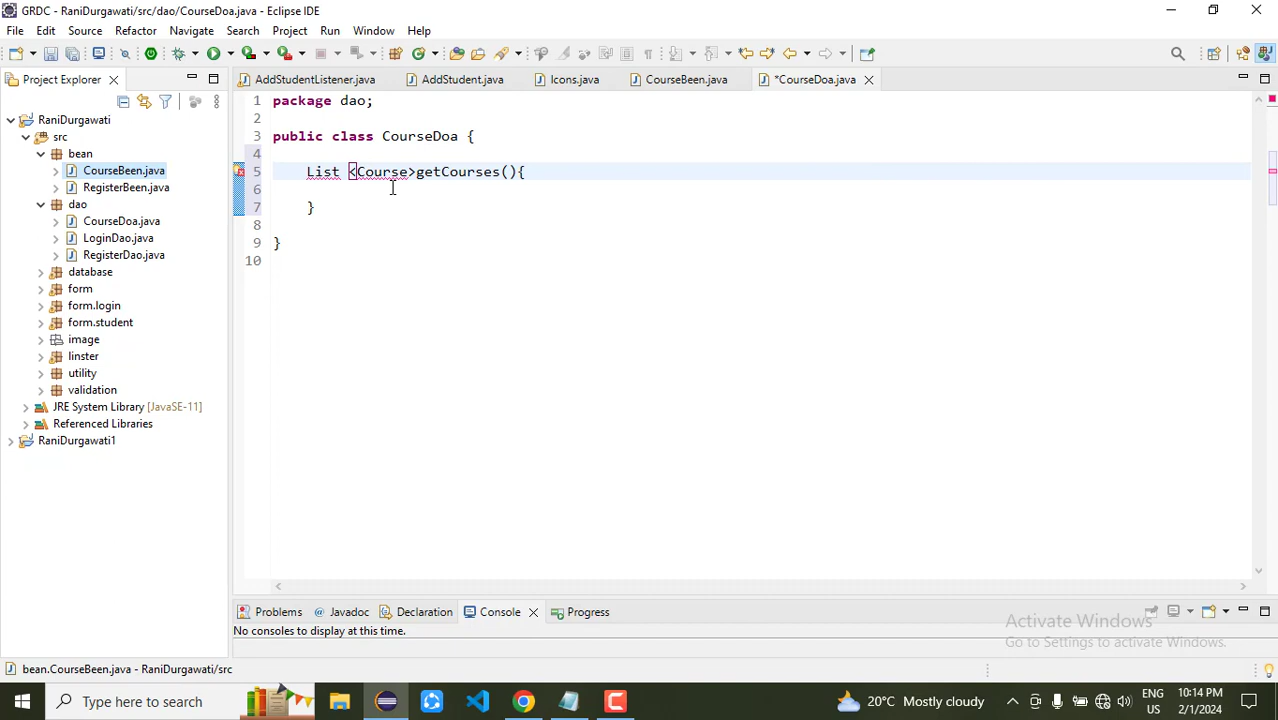 GRDC - RaniDurgawati/src/dao/CourseDoa.java - Eclipse IDE
File Edit Source Refactor Navigate Search Project Run Window Help
Project Explorer
AddStudentListener.java AddStudent.java Icons.java CourseBeen.java *CourseDoa.java
RaniDurgawati
src
bean
CourseBeen.java
RegisterBeen.java
dao
CourseDoa.java
LoginDao.java
RegisterDao.java
database
form
form.login
form.student
image
linster
utility
validation
JRE System Library [JavaSE-11]
Referenced Libraries
RaniDurgawati1
1 package dao;
2
3 public class CourseDoa {
4
5 List <Course>getCourses(){
6
7 }
8
9 }
10
Problems Javadoc Declaration Console Progress
No consoles to display at this time.
Activate Windows
Go to Settings to activate Windows.
bean.CourseBeen.java - RaniDurgawati/src
Type here to search
20°C Mostly cloudy
ENG
US
10:14 PM
2/1/2024